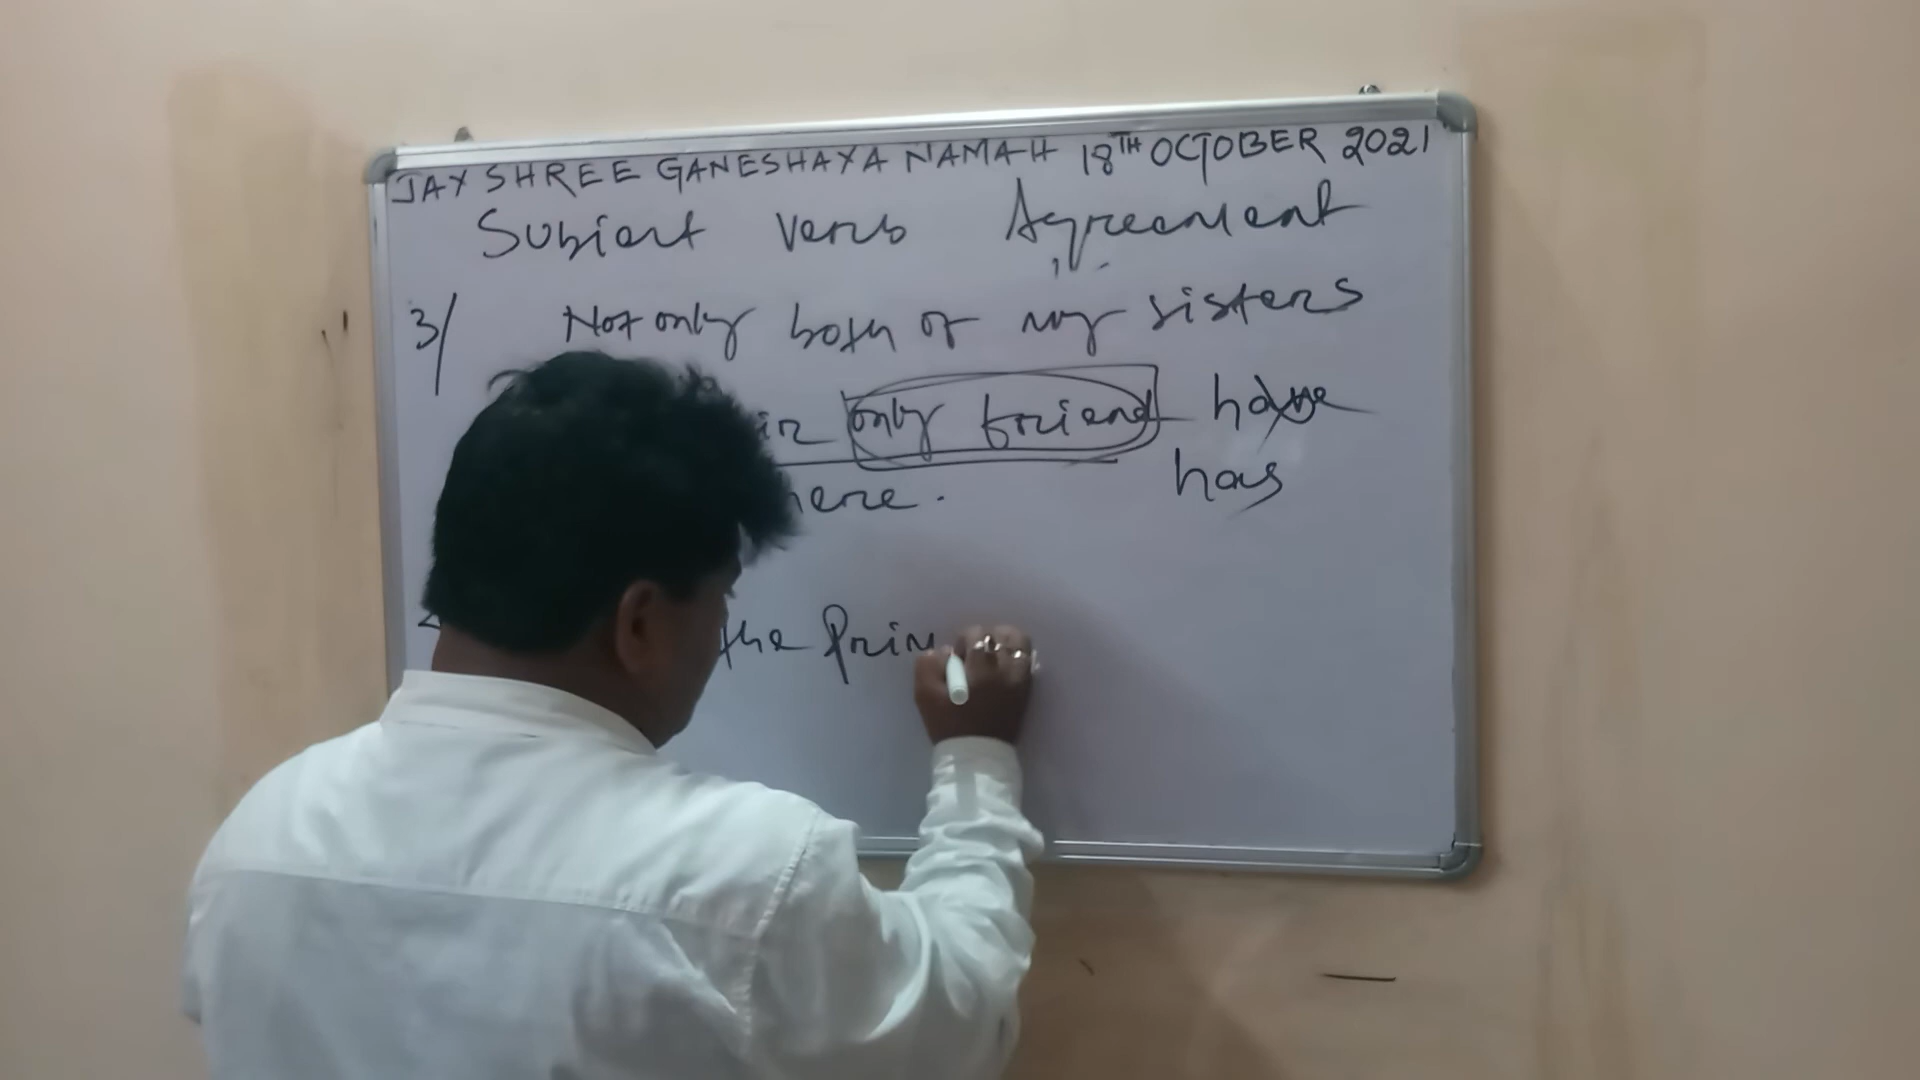 JAY SHREE GANESHAYA NAMAH 18TH OCTOBER 2021
Subject verb Agreement
3/ Not only both of my sisters
only friend have
has
here.
the Prin